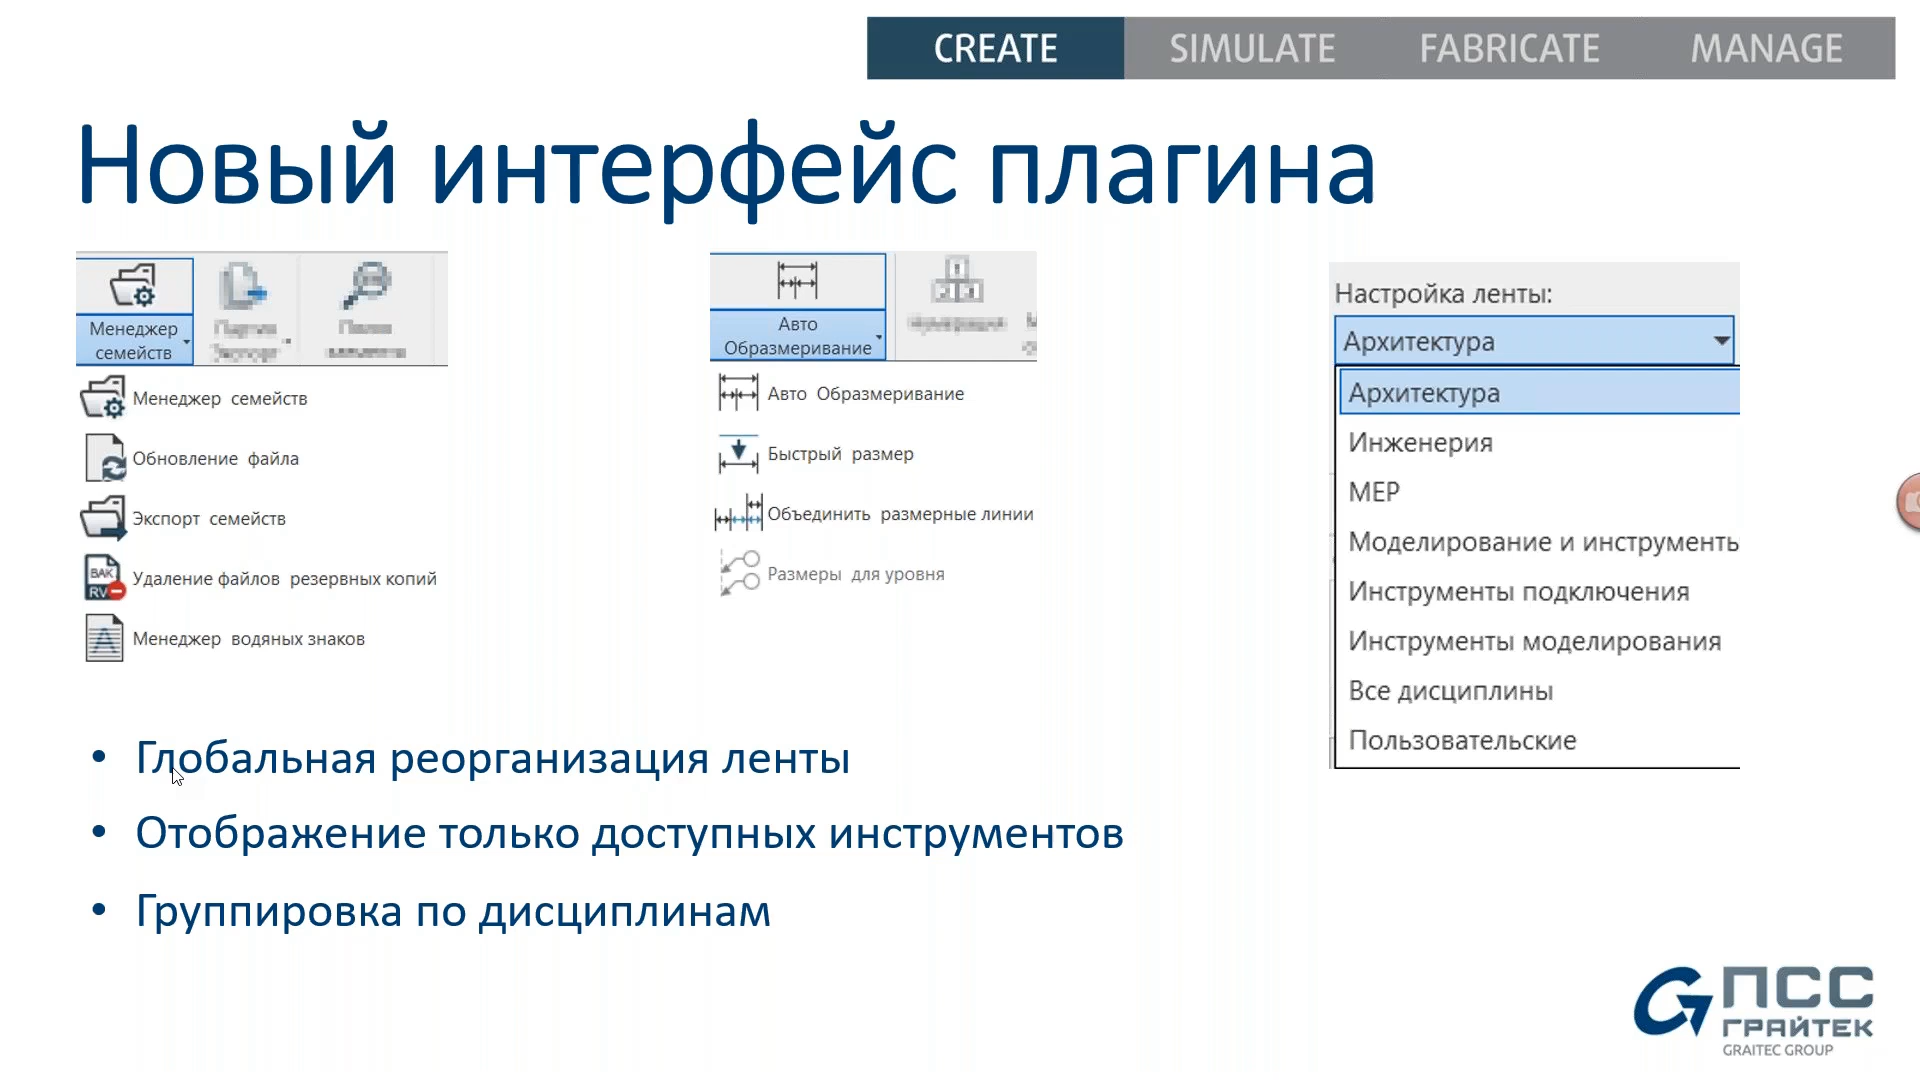 CREATE SIMULATE FABRICATE MANAGE
Новый интерфейс плагина
Менеджер
семейств
Менеджер семейств
Обновление файла
Экспорт семейств
BAK
RV
Удаление файлов резервных копий
A
Менеджер водяных знаков
Авто
Образмеривание
Авто Образмеривание
Быстрый размер
Объединить размерные линии
Размеры для уровня
Настройка ленты:
Архитектура
Архитектура
Инженерия
МЕР
Моделирование и инструменть
Инструменты подключения
Инструменты моделирования
Все дисциплины
Пользовательские
• Глобальная реорганизация ленты
• Отображение только доступных инструментов
• Группировка по дисциплинам
ПСС
ГРАЙТЕК
GRAITEC GROUP